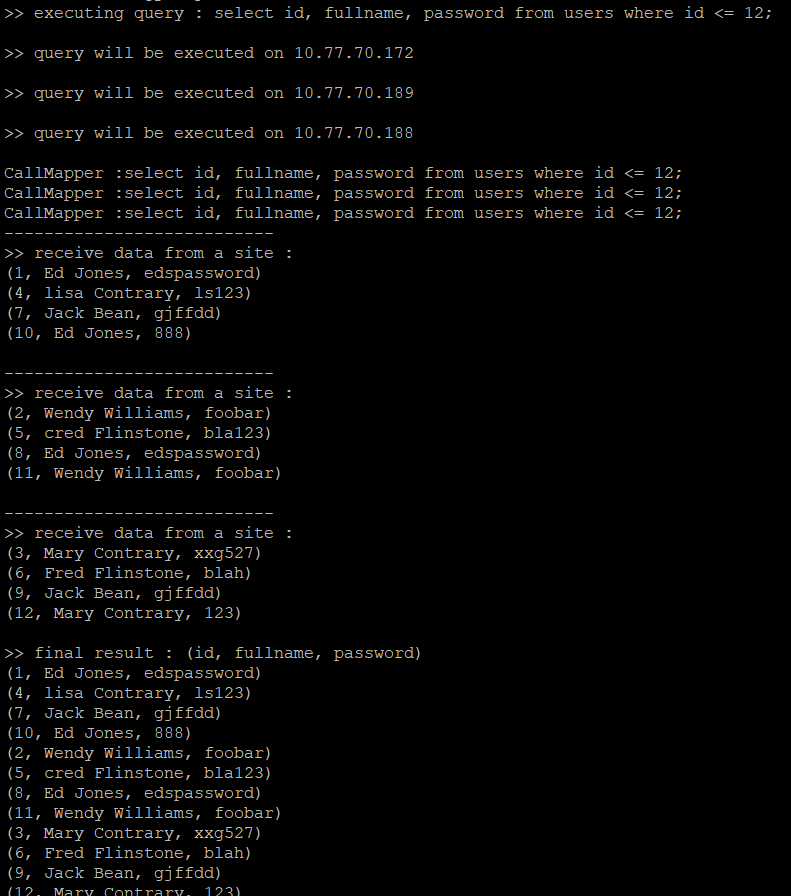 >> executing query : select id, fullname, password from users where id <= 12;
>> query will be executed on 10.77.70.172
>> query will be executed on 10.77.70.189
>> query will be executed on 10.77.70.188
CallMapper :select id, fullname, password from users where id <= 12;
CallMapper :select id, fullname, password from users where id <= 12;
CallMapper :select id, fullname, password from users where id <= 12;
---------------------------
>> receive data from a site :
(1, Ed Jones, edspassword)
(4, lisa Contrary, ls123)
(7, Jack Bean, gjffdd)
(10, Ed Jones, 888)
---------------------------
>> receive data from a site :
(2, Wendy Williams, foobar)
(5, cred Flinstone, bla123)
(8, Ed Jones, edspassword)
(11, Wendy Williams, foobar)
---------------------------
>> receive data from a site :
(3, Mary Contrary, xxg527)
(6, Fred Flinstone, blah)
(9, Jack Bean, gjffdd)
(12, Mary Contrary, 123)
>> final result : (id, fullname, password)
(1, Ed Jones, edspassword)
(4, lisa Contrary, ls123)
(7, Jack Bean, gjffdd)
(10, Ed Jones, 888)
(2, Wendy Williams, foobar)
(5, cred Flinstone, bla123)
(8, Ed Jones, edspassword)
(11, Wendy Williams, foobar)
(3, Mary Contrary, xxg527)
(6, Fred Flinstone, blah)
(9, Jack Bean, gjffdd)
(12, Mary Contrary, 123)